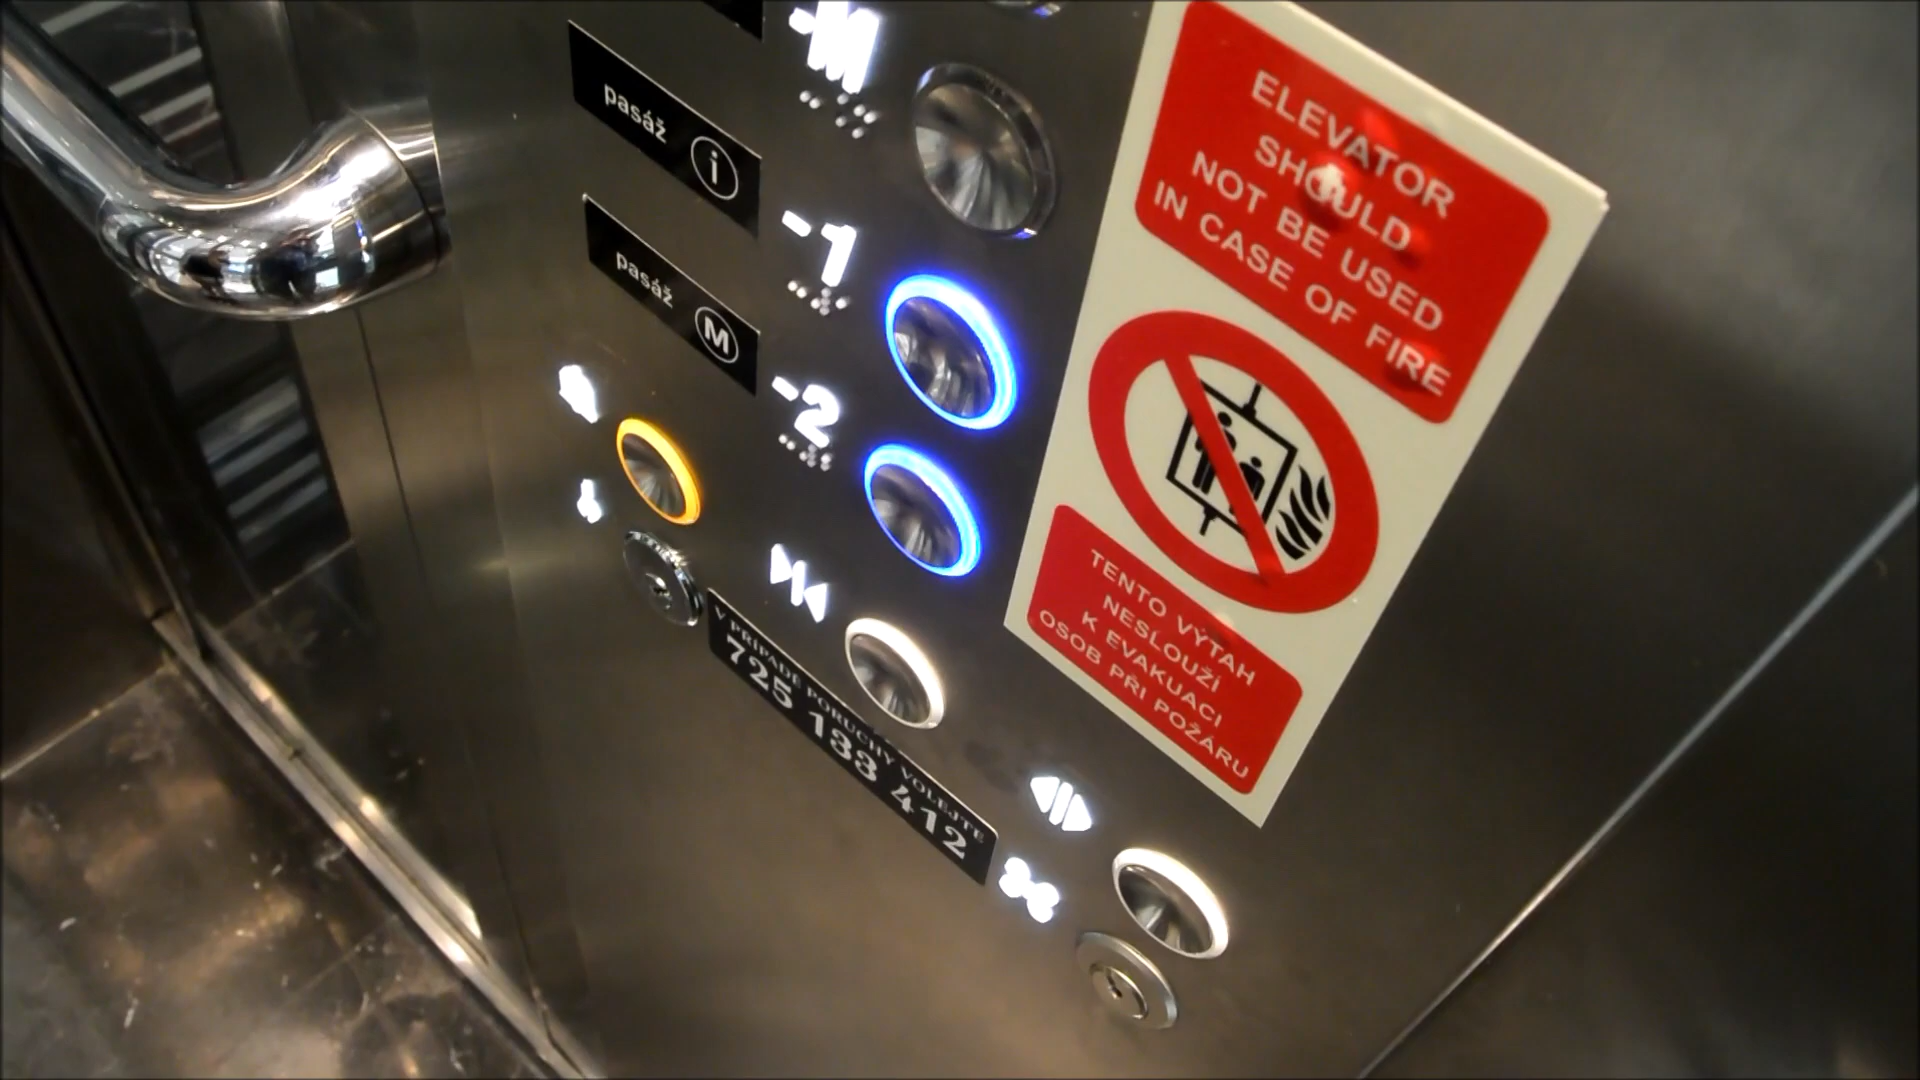 -M
pasáž i
-1
pasáž M
-2
V PŘÍPADĚ PORUCHY VOLEJTE
725 133 412
ELEVATOR
SHOULD
NOT BE USED
IN CASE OF FIRE
TENTO VÝTAH
NESLOUŽÍ
K EVAKUACI
OSOB PŘI POŽÁRU